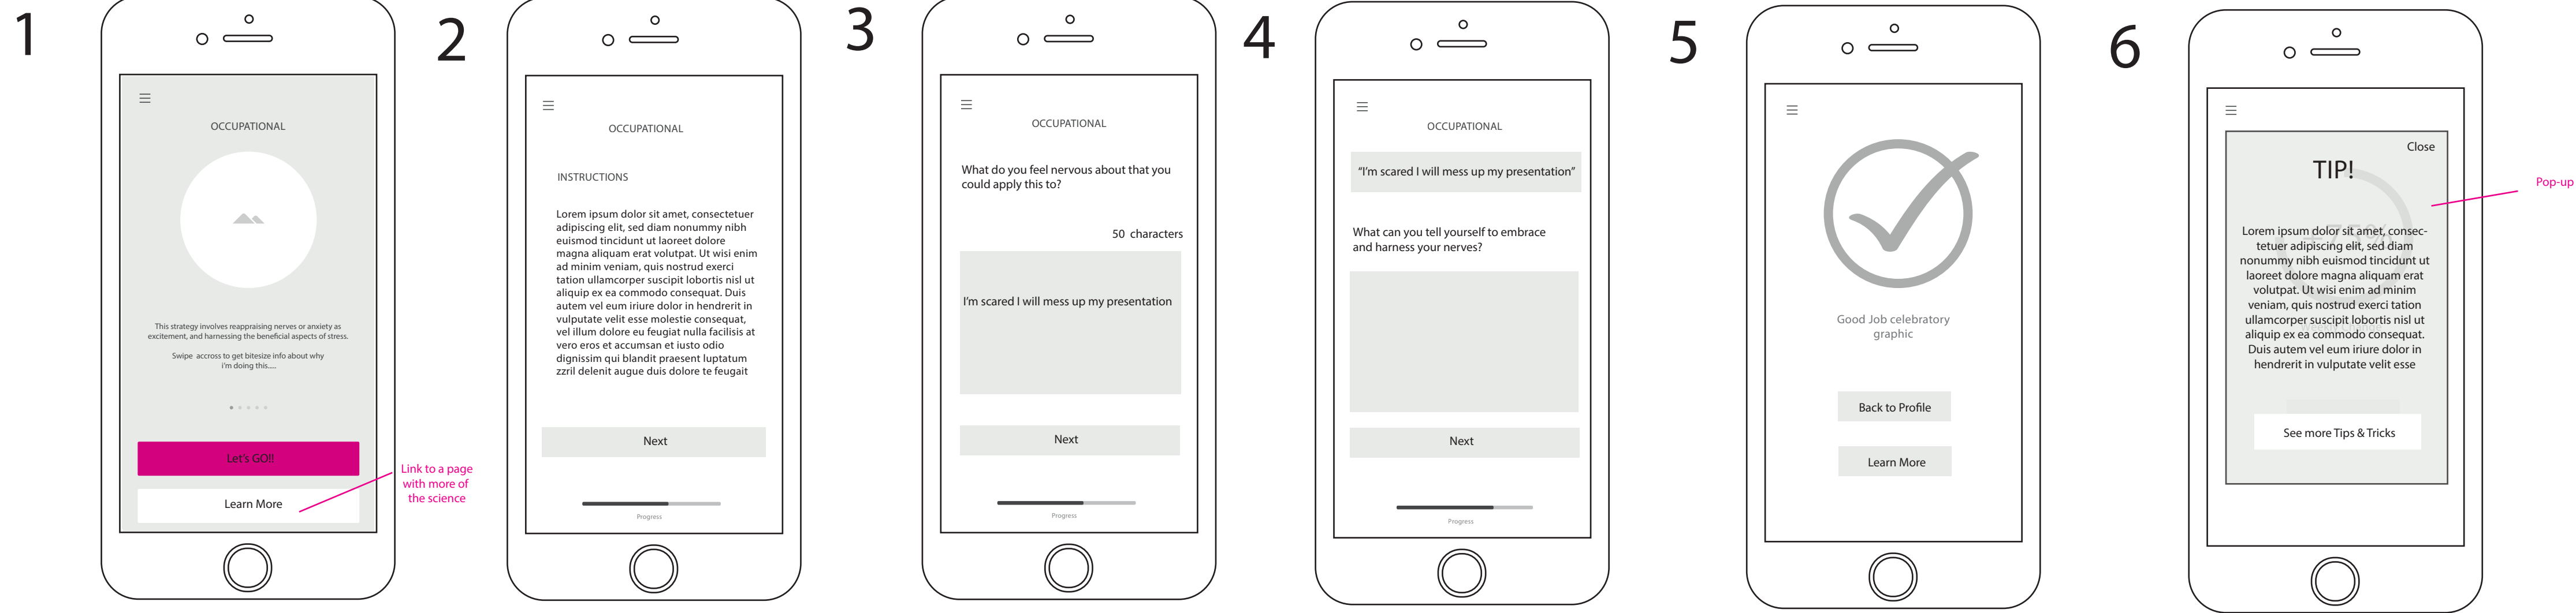 1
OCCUPATIONAL
This strategy involves reappraising nerves or anxiety as
excitement, and harnessing the beneficial aspects of stress.
Swipe accross to get bitesize info about why
i'm doing this.....
Let's GO!!
Learn More
Link to a page
with more of
the science
2
OCCUPATIONAL
INSTRUCTIONS
Lorem ipsum dolor sit amet, consectetuer
adipiscing elit, sed diam nonummy nibh
euismod tincidunt ut laoreet dolore
magna aliquam erat volutpat. Ut wisi enim
ad minim veniam, quis nostrud exerci
tation ullamcorper suscipit lobortis nisl ut
aliquip ex ea commodo consequat. Duis
autem vel eum iriure dolor in hendrerit in
vulputate velit esse molestie consequat,
vel illum dolore eu feugiat nulla facilisis at
vero eros et accumsan et iusto odio
dignissim qui blandit praesent luptatum
zzril delenit augue duis dolore te feugait
Next
Progress
3
OCCUPATIONAL
What do you feel nervous about that you
could apply this to?
50 characters
I'm scared I will mess up my presentation
Next
Progress
4
OCCUPATIONAL
"I'm scared I will mess up my presentation"
What can you tell yourself to embrace
and harness your nerves?
Next
Progress
5
Good Job celebratory
graphic
Back to Profile
Learn More
6
Close
TIP!
Lorem ipsum dolor sit amet, consec-
tetuer adipiscing elit, sed diam
nonummy nibh euismod tincidunt ut
laoreet dolore magna aliquam erat
volutpat. Ut wisi enim ad minim
veniam, quis nostrud exerci tation
ullamcorper suscipit lobortis nisl ut
aliquip ex ea commodo consequat.
Duis autem vel eum iriure dolor in
hendrerit in vulputate velit esse
See more Tips & Tricks
Pop-up